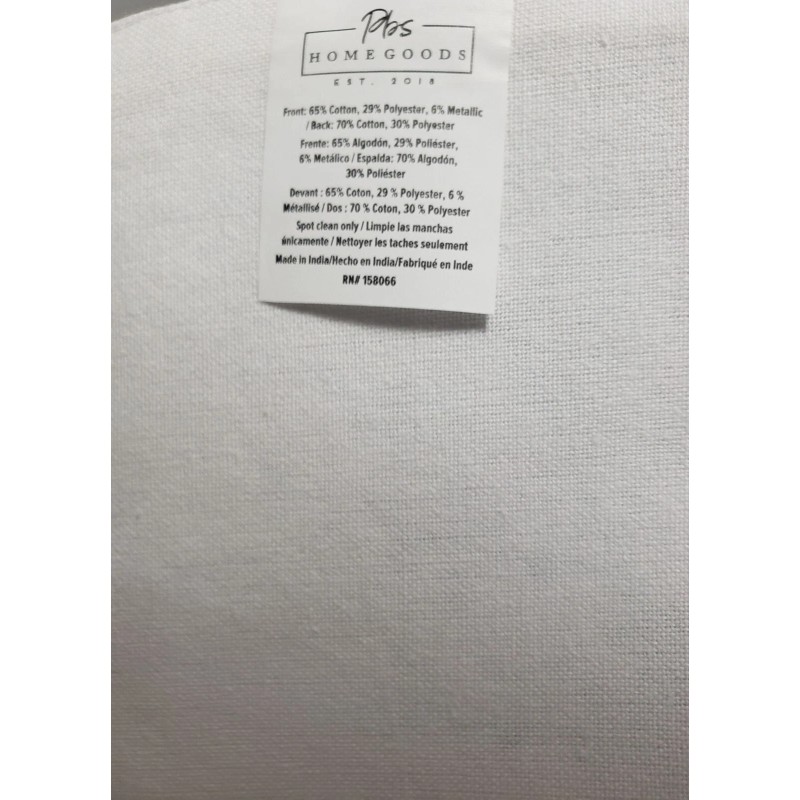 Pbs
HOMEGOODS
EST. 2018
Front: 65% Cotton, 29% Polyester, 6% Metallic
/ Back: 70% Cotton, 30% Polyester
Frente: 65% Algodón, 29% Poliéster,
6% Metálico / Espalda: 70% Algodón,
30% Poliéster
Devant : 65% Coton, 29 % Polyester, 6 %
Métallisé / Dos : 70 % Coton, 30 % Polyester
Spot clean only / Limpie las manchas
únicamente / Nettoyer les taches seulement
Made in India/Hecho en India/Fabriqué en Inde
RN# 158066